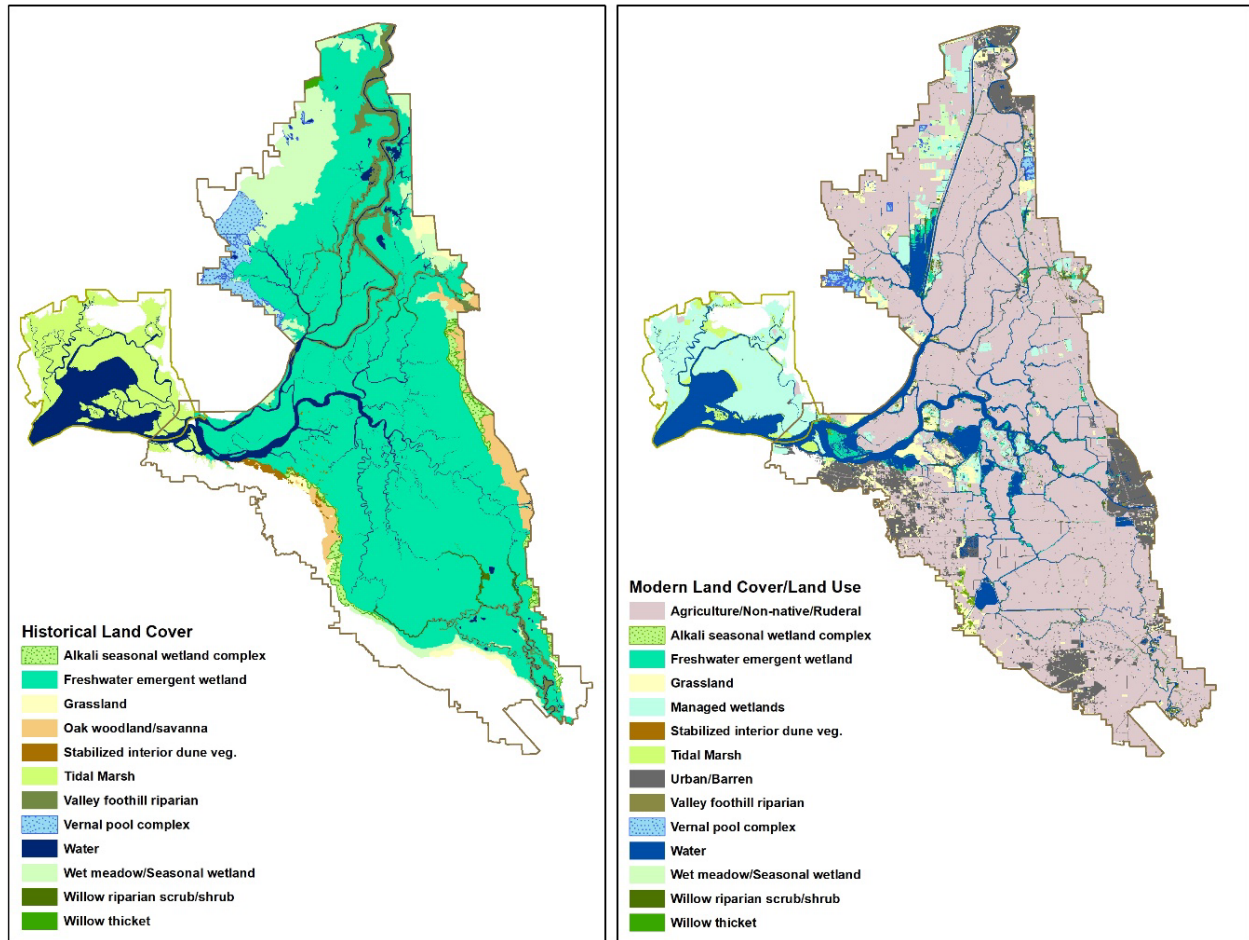 Historical Land Cover
Alkali seasonal wetland complex
Freshwater emergent wetland
Grassland
Oak woodland/savanna
Stabilized interior dune veg.
Tidal Marsh
Valley foothill riparian
Vernal pool complex
Water
Wet meadow/Seasonal wetland
Willow riparian scrub/shrub
Willow thicket
Modern Land Cover/Land Use
Agriculture/Non-native/Ruderal
Alkali seasonal wetland complex
Freshwater emergent wetland
Grassland
Managed wetlands
Stabilized interior dune veg.
Tidal Marsh
Urban/Barren
Valley foothill riparian
Vernal pool complex
Water
Wet meadow/Seasonal wetland
Willow riparian scrub/shrub
Willow thicket